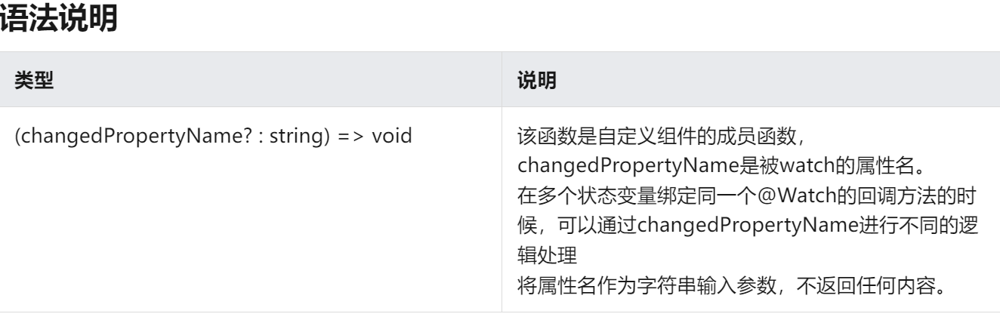 语法说明
类型
说明
(changedPropertyName? : string) => void
该函数是自定义组件的成员函数，
changedPropertyName是被watch的属性名。
在多个状态变量绑定同一个@Watch的回调方法的时
候，可以通过changedPropertyName进行不同的逻
辑处理
将属性名作为字符串输入参数，不返回任何内容。